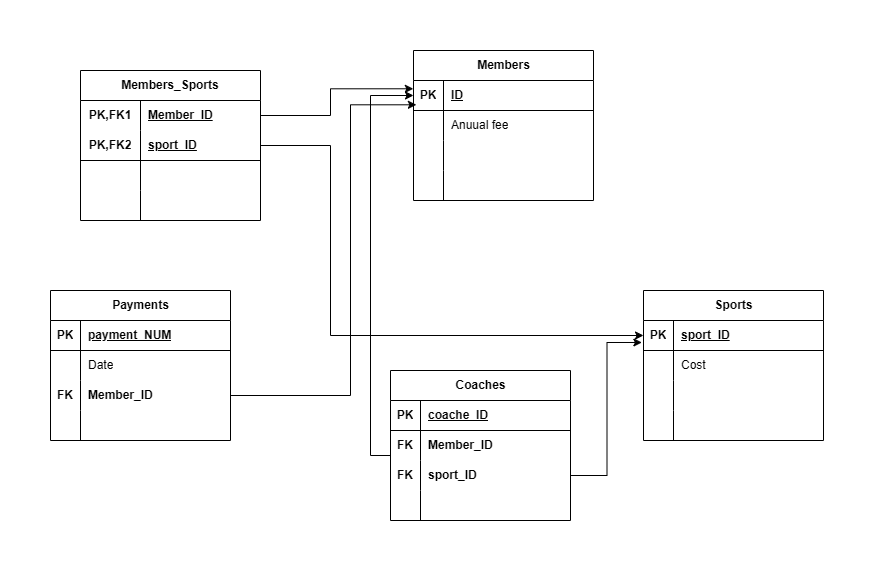 Members_Sports
PK,FK1 Member_ID
PK,FK2 sport_ID
Members
PK ID
Anuual fee
Payments
PK payment_NUM
Date
FK Member_ID
Coaches
PK coache_ID
FK Member_ID
FK sport_ID
Sports
PK sport_ID
Cost